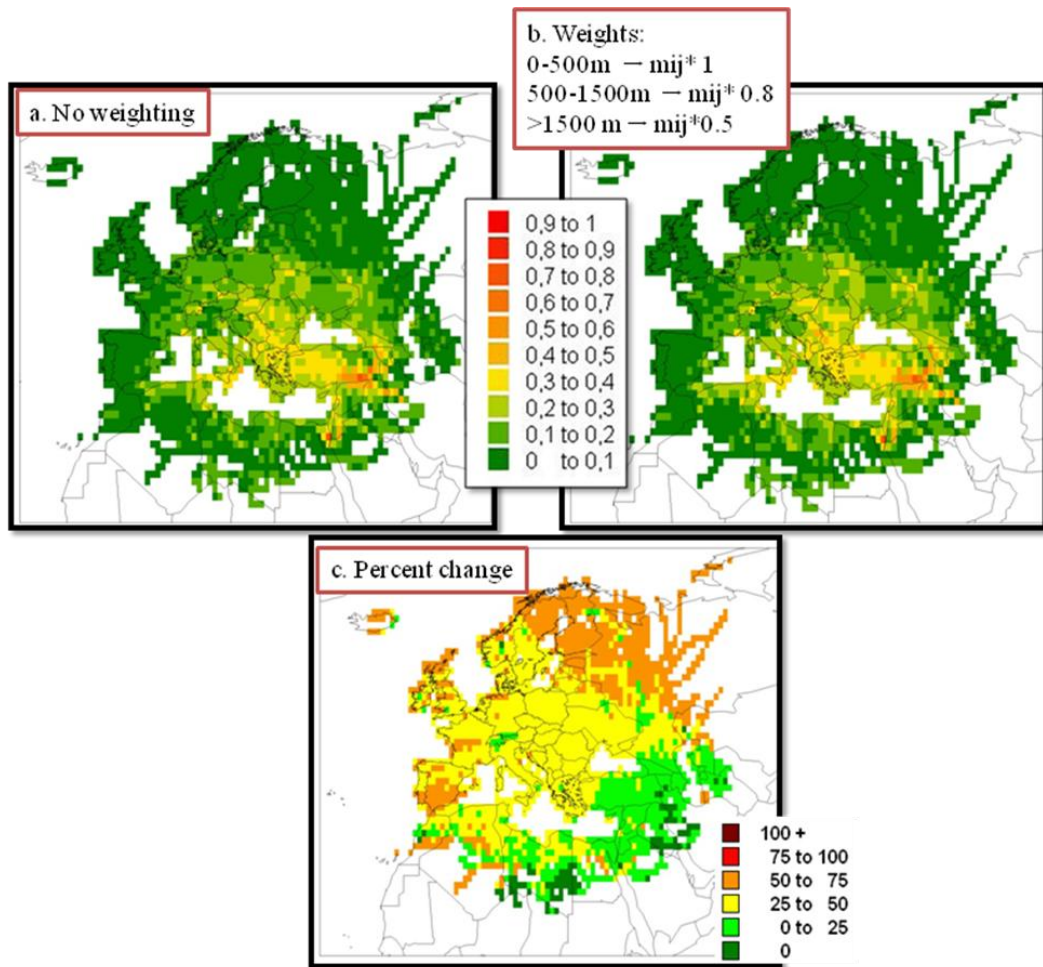 a. No weighting
b. Weights:
0-500m → mij* 1
500-1500m → mij* 0.8
>1500 m → mij*0.5
0,9 to 1
0,8 to 0,9
0,7 to 0,8
0,6 to 0,7
0,5 to 0,6
0,4 to 0,5
0,3 to 0,4
0,2 to 0,3
0,1 to 0,2
0 to 0,1
c. Percent change
100 +
75 to 100
50 to 75
25 to 50
0 to 25
0